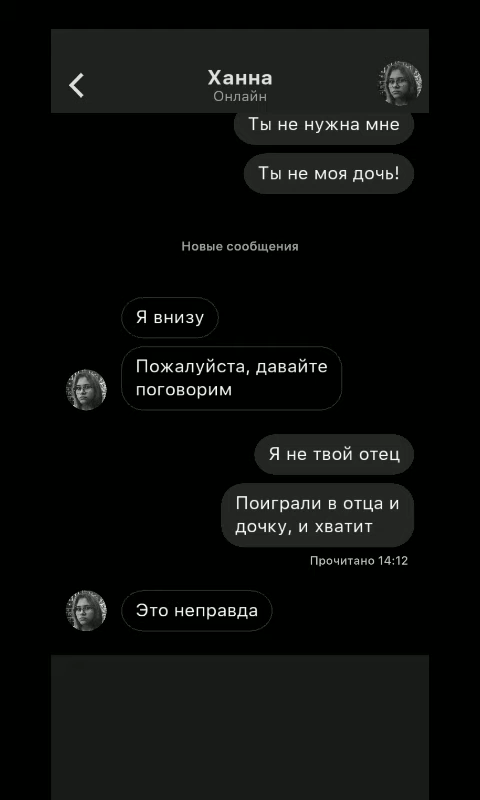 Ханна
Онлайн
Ты не нужна мне
Ты не моя дочь!
Новые сообщения
Я внизу
Пожалуйста, давайте
поговорим
Я не твой отец
Поиграли в отца и
дочку, и хватит
Прочитано 14:12
Это неправда